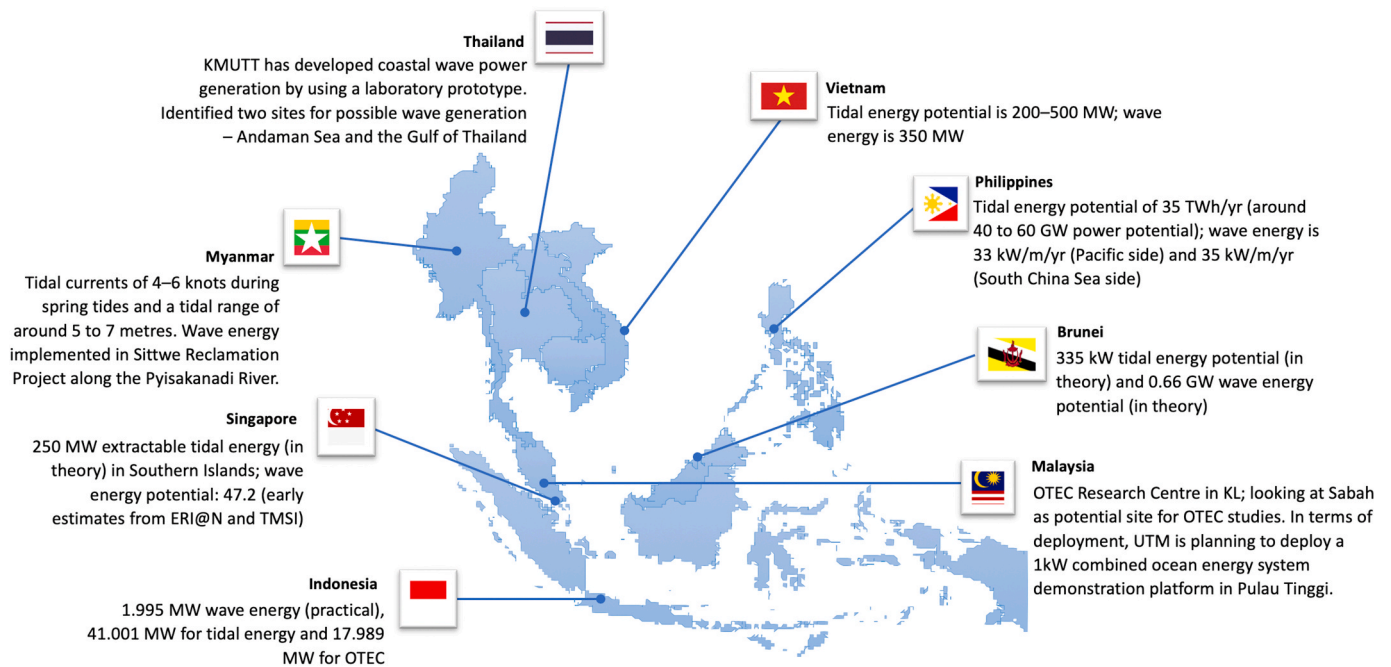 Thailand
KMUTT has developed coastal wave power
generation by using a laboratory prototype.
Identified two sites for possible wave generation
– Andaman Sea and the Gulf of Thailand
Vietnam
Tidal energy potential is 200–500 MW; wave
energy is 350 MW
Philippines
Tidal energy potential of 35 TWh/yr (around
40 to 60 GW power potential); wave energy is
33 kW/m/yr (Pacific side) and 35 kW/m/yr
(South China Sea side)
Myanmar
Tidal currents of 4–6 knots during
spring tides and a tidal range of
around 5 to 7 metres. Wave energy
implemented in Sittwe Reclamation
Project along the Pyisakanadi River.
Brunei
335 kW tidal energy potential (in
theory) and 0.66 GW wave energy
potential (in theory)
Singapore
250 MW extractable tidal energy (in
theory) in Southern Islands; wave
energy potential: 47.2 (early
estimates from ERI@N and TMSI)
Malaysia
OTEC Research Centre in KL; looking at Sabah
as potential site for OTEC studies. In terms of
deployment, UTM is planning to deploy a
1kW combined ocean energy system
demonstration platform in Pulau Tinggi.
Indonesia
1.995 MW wave energy (practical),
41.001 MW for tidal energy and 17.989
MW for OTEC